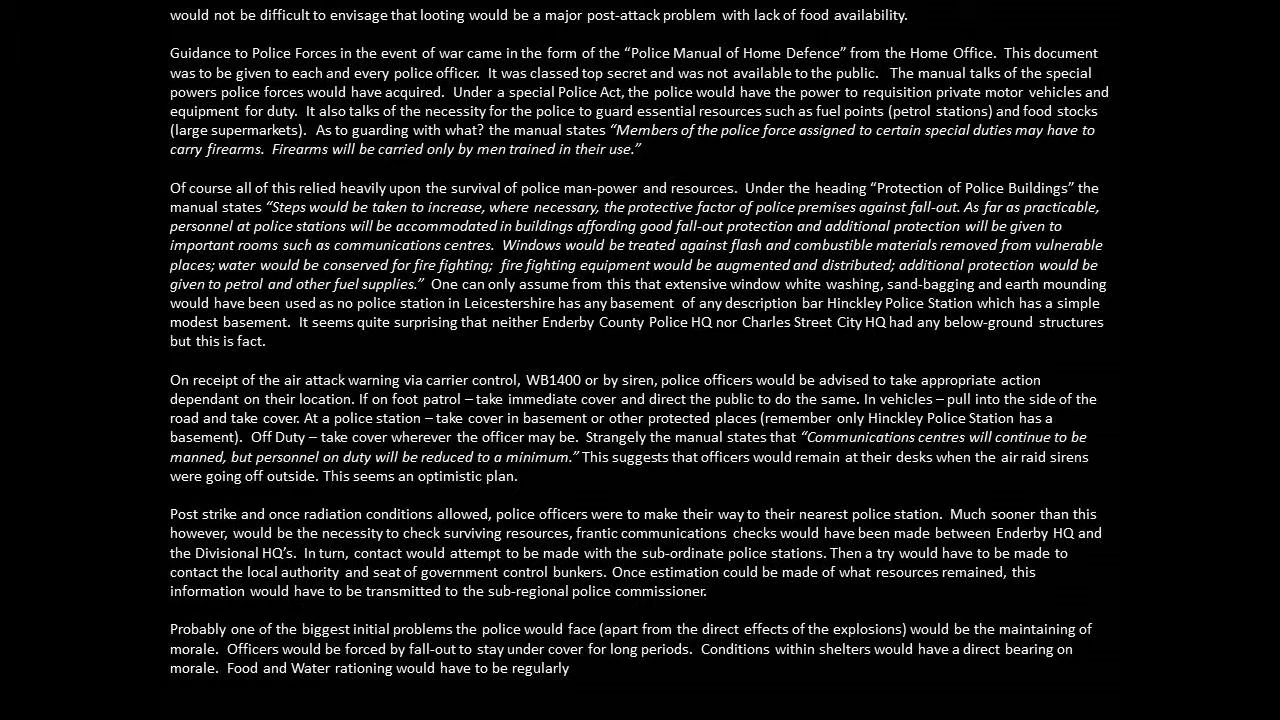 would not be difficult to envisage that looting would be a major post-attack problem with lack of food availability.
Guidance to Police Forces in the event of war came in the form of the “Police Manual of Home Defence” from the Home Office.  This document
was to be given to each and every police officer.  It was classed top secret and was not available to the public.   The manual talks of the special
powers police forces would have acquired.  Under a special Police Act, the police would have the power to requisition private motor vehicles and
equipment for duty.  It also talks of the necessity for the police to guard essential resources such as fuel points (petrol stations) and food stocks
(large supermarkets).  As to guarding with what? the manual states “Members of the police force assigned to certain special duties may have to
carry firearms.  Firearms will be carried only by men trained in their use.”
Of course all of this relied heavily upon the survival of police man-power and resources.  Under the heading “Protection of Police Buildings” the
manual states “Steps would be taken to increase, where necessary, the protective factor of police premises against fall-out. As far as practicable,
personnel at police stations will be accommodated in buildings affording good fall-out protection and additional protection will be given to
important rooms such as communications centres.  Windows would be treated against flash and combustible materials removed from vulnerable
places; water would be conserved for fire fighting;  fire fighting equipment would be augmented and distributed; additional protection would be
given to petrol and other fuel supplies.”  One can only assume from this that extensive window white washing, sand-bagging and earth mounding
would have been used as no police station in Leicestershire has any basement  of any description bar Hinckley Police Station which has a simple
modest basement.  It seems quite surprising that neither Enderby County Police HQ nor Charles Street City HQ had any below-ground structures
but this is fact.
On receipt of the air attack warning via carrier control, WB1400 or by siren, police officers would be advised to take appropriate action
dependant on their location. If on foot patrol – take immediate cover and direct the public to do the same. In vehicles – pull into the side of the
road and take cover. At a police station – take cover in basement or other protected places (remember only Hinckley Police Station has a
basement).  Off Duty – take cover wherever the officer may be.  Strangely the manual states that “Communications centres will continue to be
manned, but personnel on duty will be reduced to a minimum.” This suggests that officers would remain at their desks when the air raid sirens
were going off outside. This seems an optimistic plan.
Post strike and once radiation conditions allowed, police officers were to make their way to their nearest police station.  Much sooner than this
however, would be the necessity to check surviving resources, frantic communications checks would have been made between Enderby HQ and
the Divisional HQ’s.  In turn, contact would attempt to be made with the sub-ordinate police stations. Then a try would have to be made to
contact the local authority and seat of government control bunkers. Once estimation could be made of what resources remained, this
information would have to be transmitted to the sub-regional police commissioner.
Probably one of the biggest initial problems the police would face (apart from the direct effects of the explosions) would be the maintaining of
morale.  Officers would be forced by fall-out to stay under cover for long periods.  Conditions within shelters would have a direct bearing on
morale.  Food and Water rationing would have to be regularly